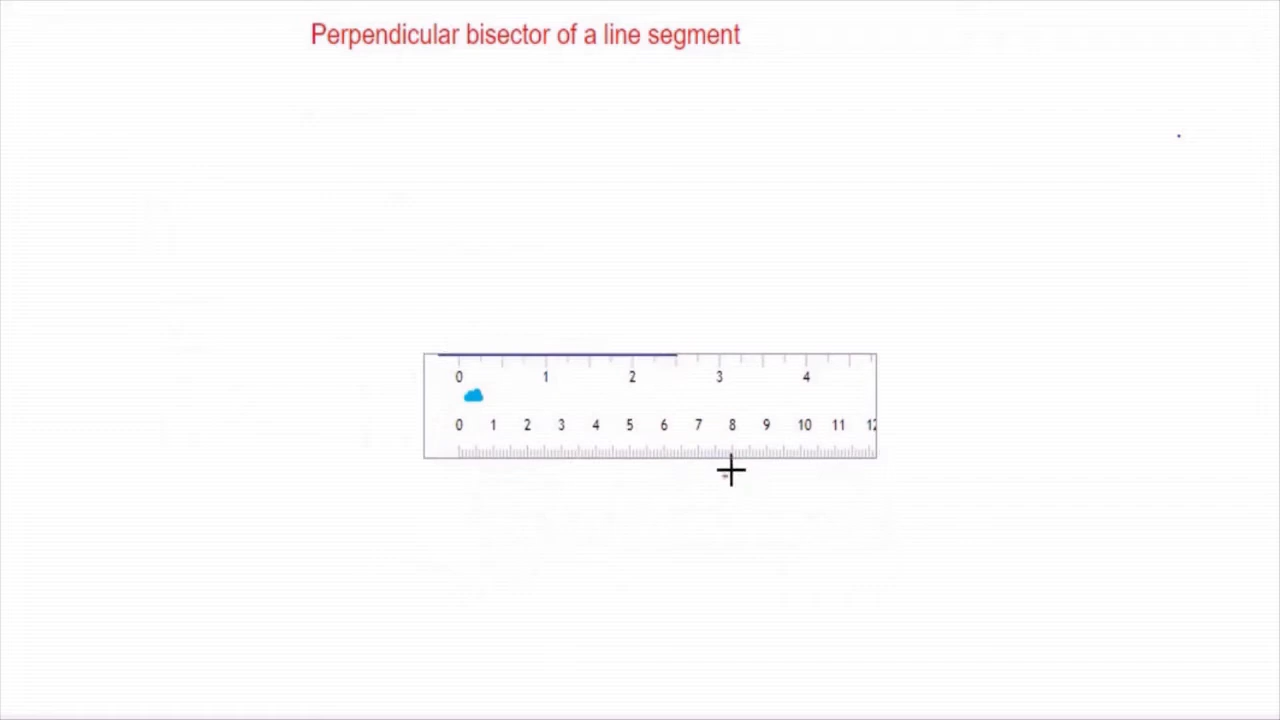 Perpendicular bisector of a line segment
0 1 2 3 4
0 1 2 3 4 5 6 7 8 9 10 11 12